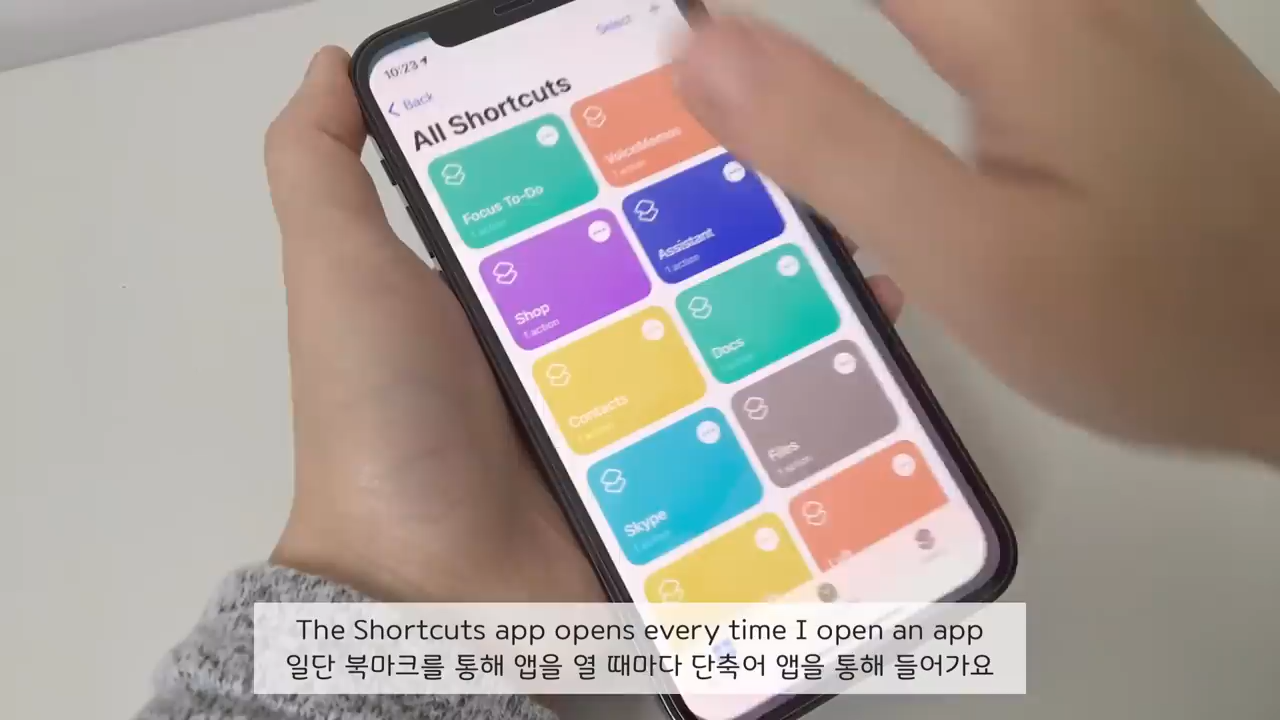 10:23
Select
Back
All Shortcuts
Focus To-Do
1 action
VoiceMemos
1 action
Shop
1 action
Assistant
1 action
Contacts
Docs
Skype
Files
1 action
The Shortcuts app opens every time I open an app
일단 북마크를 통해 앱을 열 때마다 단축어 앱을 통해 들어가요